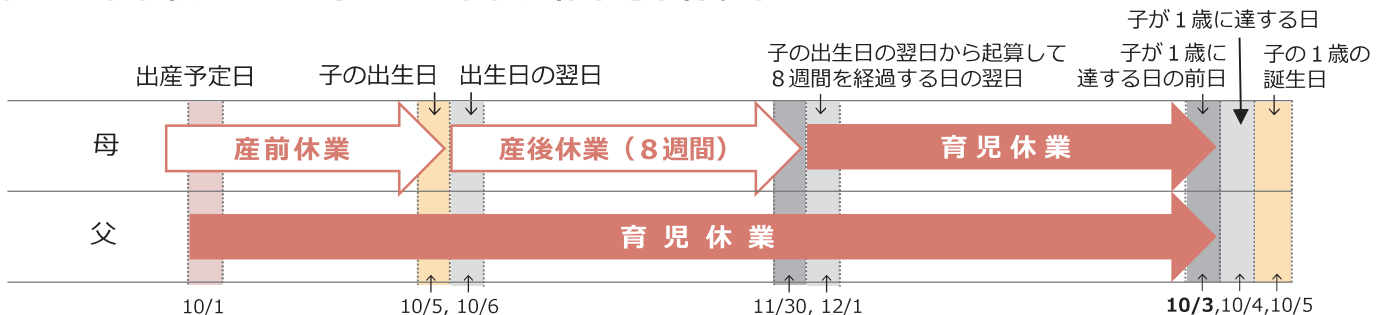 子が１歳に達する日
出産予定日
子の出生日
出生日の翌日
子の出生日の翌日から起算して
８週間を経過する日の翌日
子が１歳に
達する日の前日
子の１歳の
誕生日
母
産前休業
産後休業（８週間）
育児休業
父
育児休業
10/1
10/5, 10/6
11/30, 12/1
10/3,10/4,10/5